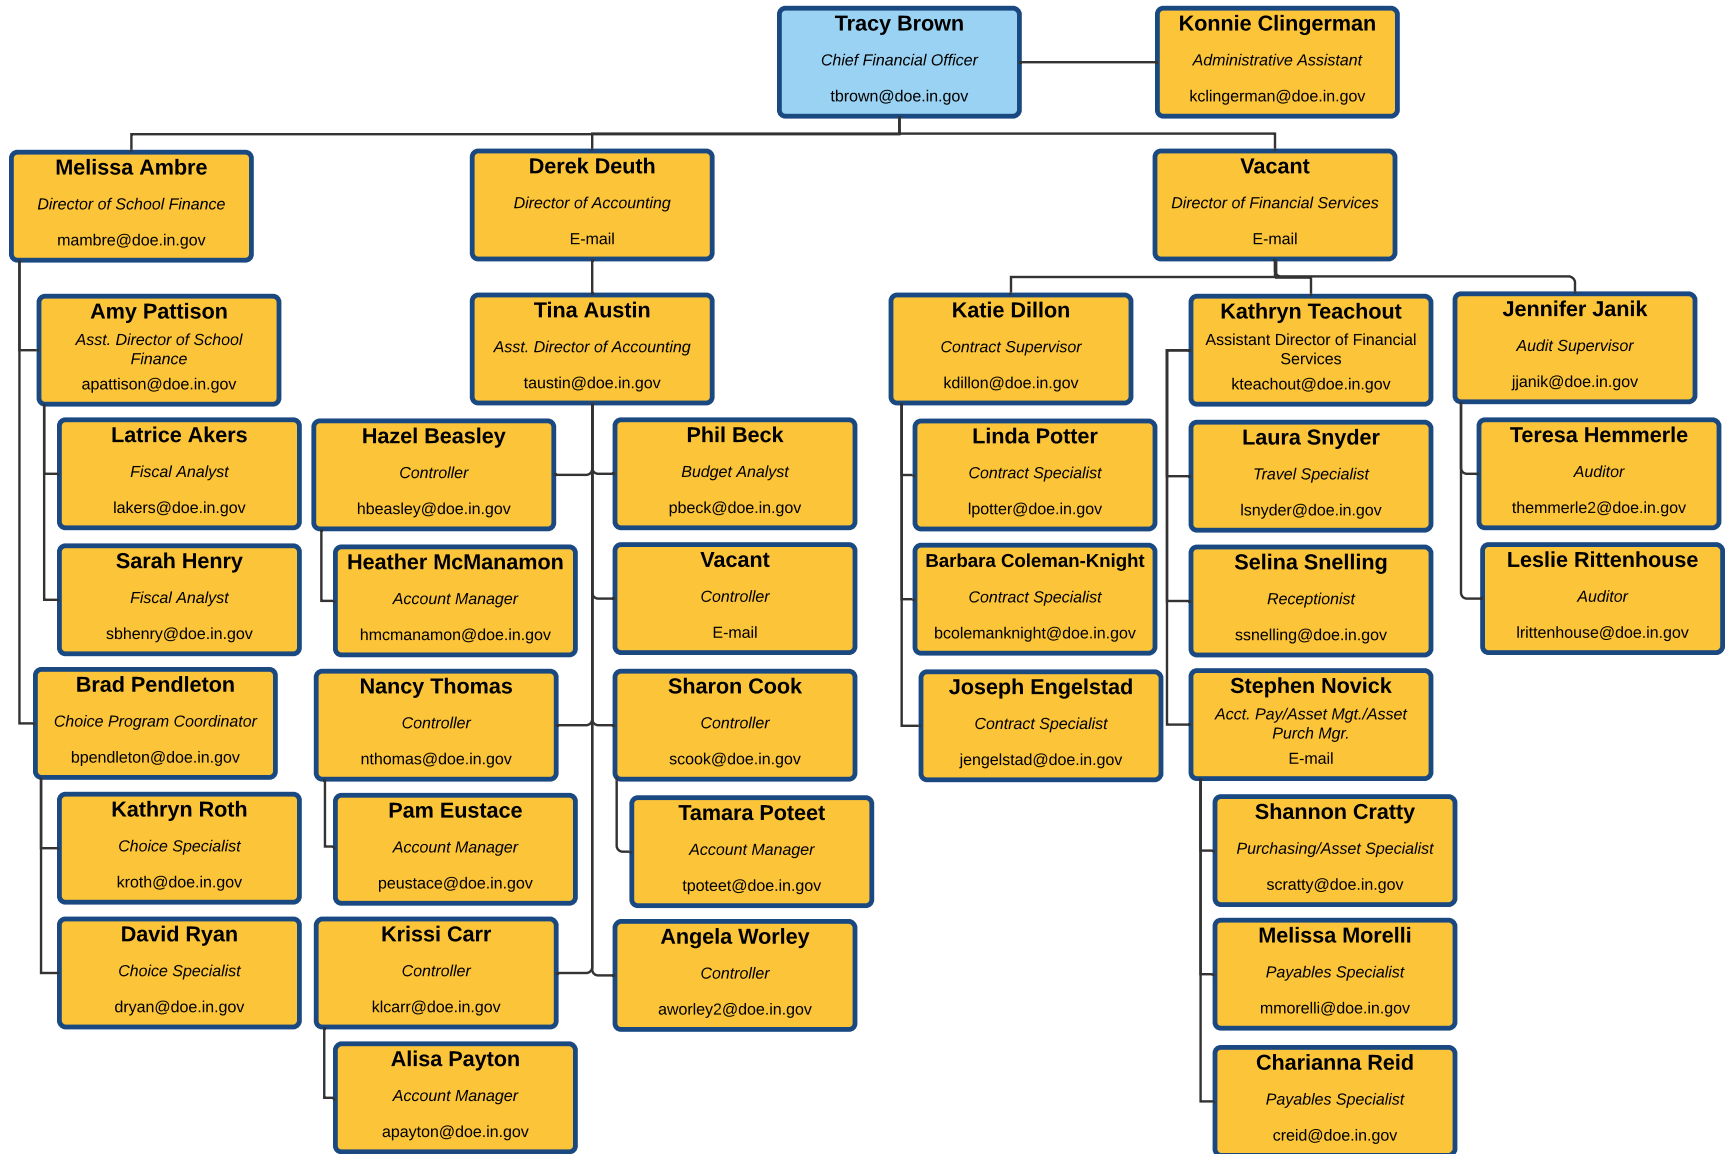 Tracy Brown
Chief Financial Officer
tbrown@doe.in.gov
Konnie Clingerman
Administrative Assistant
kclingerman@doe.in.gov
Melissa Ambre
Director of School Finance
mambre@doe.in.gov
Derek Deuth
Director of Accounting
E-mail
Vacant
Director of Financial Services
E-mail
Amy Pattison
Asst. Director of School
Finance
apattison@doe.in.gov
Tina Austin
Asst. Director of Accounting
taustin@doe.in.gov
Katie Dillon
Contract Supervisor
kdillon@doe.in.gov
Kathryn Teachout
Assistant Director of Financial
Services
kteachout@doe.in.gov
Jennifer Janik
Audit Supervisor
jjanik@doe.in.gov
Latrice Akers
Fiscal Analyst
lakers@doe.in.gov
Hazel Beasley
Controller
hbeasley@doe.in.gov
Phil Beck
Budget Analyst
pbeck@doe.in.gov
Linda Potter
Contract Specialist
lpotter@doe.in.gov
Laura Snyder
Travel Specialist
lsnyder@doe.in.gov
Teresa Hemmerle
Auditor
themmerle2@doe.in.gov
Sarah Henry
Fiscal Analyst
sbhenry@doe.in.gov
Heather McManamon
Account Manager
hmcmanamon@doe.in.gov
Vacant
Controller
E-mail
Barbara Coleman-Knight
Contract Specialist
bcolemanknight@doe.in.gov
Selina Snelling
Receptionist
ssnelling@doe.in.gov
Leslie Rittenhouse
Auditor
lrittenhouse@doe.in.gov
Brad Pendleton
Choice Program Coordinator
bpendleton@doe.in.gov
Nancy Thomas
Controller
nthomas@doe.in.gov
Sharon Cook
Controller
scook@doe.in.gov
Joseph Engelstad
Contract Specialist
jengelstad@doe.in.gov
Stephen Novick
Acct. Pay/Asset Mgt./Asset
Purch Mgr.
E-mail
Kathryn Roth
Choice Specialist
kroth@doe.in.gov
Pam Eustace
Account Manager
peustace@doe.in.gov
Tamara Poteet
Account Manager
tpoteet@doe.in.gov
Shannon Cratty
Purchasing/Asset Specialist
scratty@doe.in.gov
David Ryan
Choice Specialist
dryan@doe.in.gov
Krissi Carr
Controller
klcarr@doe.in.gov
Angela Worley
Controller
aworley2@doe.in.gov
Melissa Morelli
Payables Specialist
mmorelli@doe.in.gov
Alisa Payton
Account Manager
apayton@doe.in.gov
Charianna Reid
Payables Specialist
creid@doe.in.gov